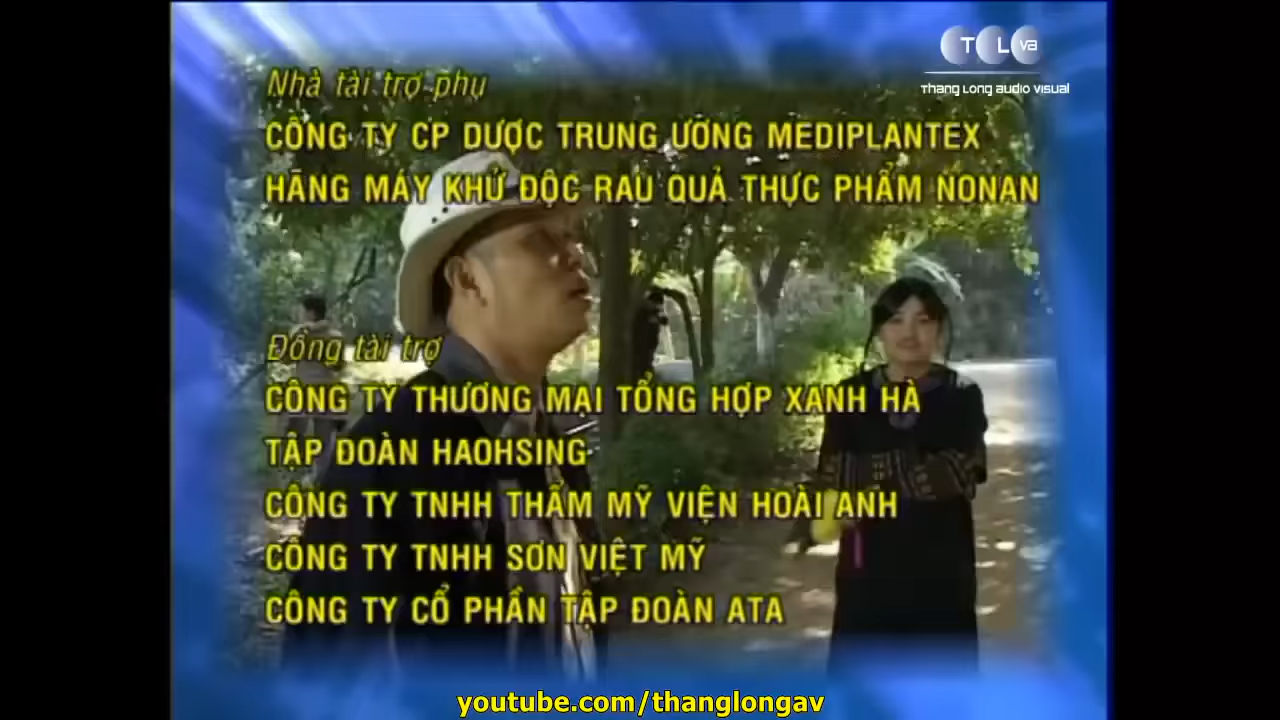 TLva
Thang Long audio visual
Nhà tài trợ phụ
CÔNG TY CP DƯỢC TRUNG ƯƠNG MEDIPLANTEX
HÃNG MÁY KHỬ ĐỘC RAU QUẢ THỰC PHẨM NONAN
Đồng tài trợ
CÔNG TY THƯƠNG MẠI TỔNG HỢP XANH HÀ
TẬP ĐOÀN HAOHSING
CÔNG TY TNHH THẨM MỸ VIỆN HOÀI ANH
CÔNG TY TNHH SƠN VIỆT MỸ
CÔNG TY CỔ PHẦN TẬP ĐOÀN ATA
youtube.com/thanglongav